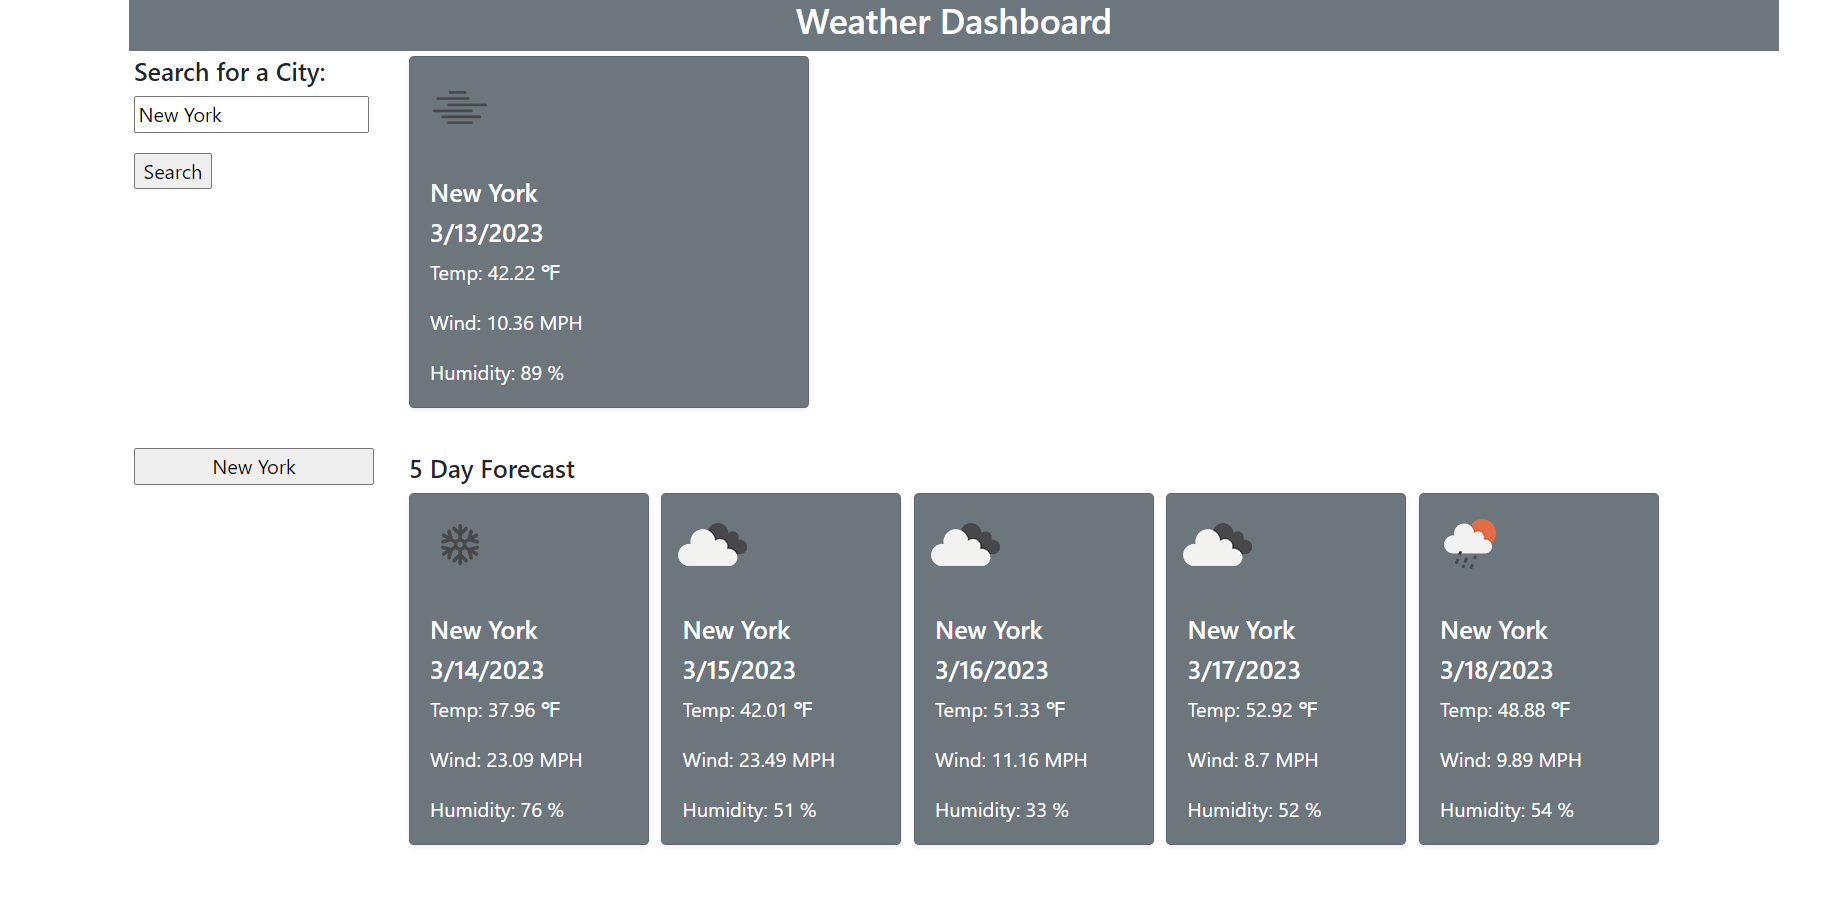 Weather Dashboard
Search for a City:
New York
Search
New York
3/13/2023
Temp: 42.22 ℉
Wind: 10.36 MPH
Humidity: 89 %
New York
5 Day Forecast
New York
3/14/2023
Temp: 37.96 ℉
Wind: 23.09 MPH
Humidity: 76 %
New York
3/15/2023
Temp: 42.01 ℉
Wind: 23.49 MPH
Humidity: 51 %
New York
3/16/2023
Temp: 51.33 ℉
Wind: 11.16 MPH
Humidity: 33 %
New York
3/17/2023
Temp: 52.92 ℉
Wind: 8.7 MPH
Humidity: 52 %
New York
3/18/2023
Temp: 48.88 ℉
Wind: 9.89 MPH
Humidity: 54 %